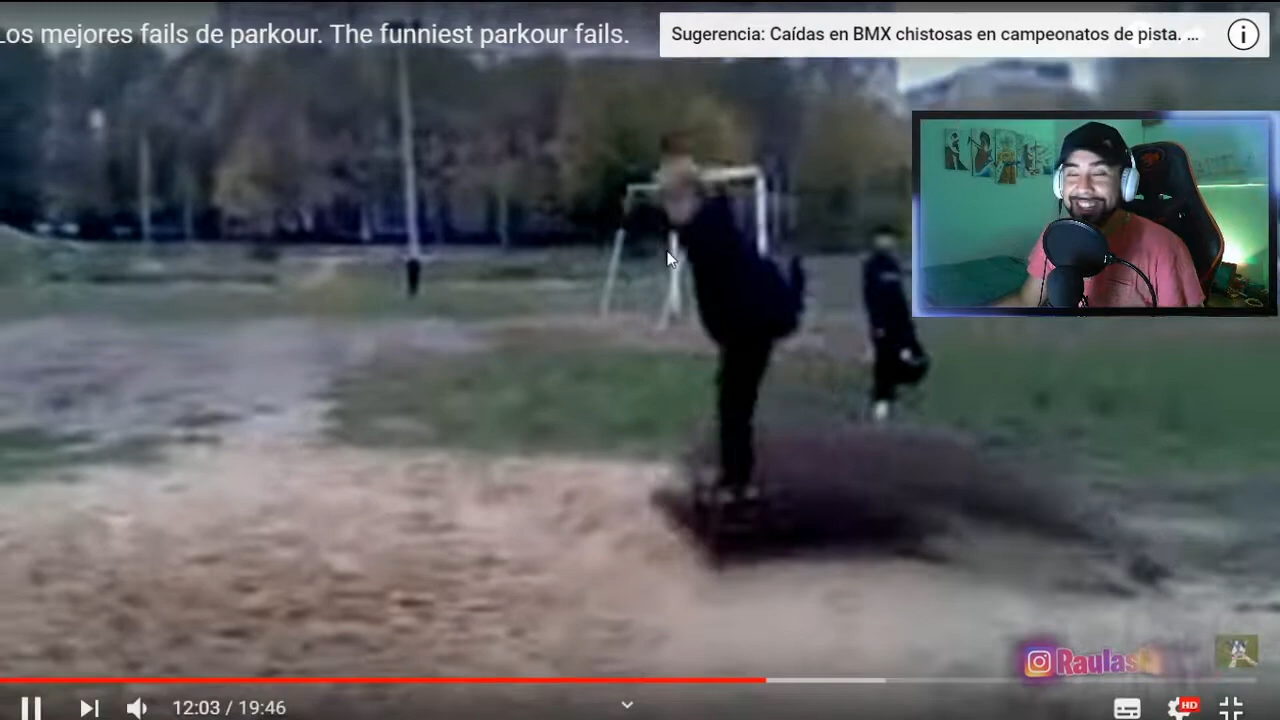 Los mejores fails de parkour. The funniest parkour fails.
Sugerencia: Caídas en BMX chistosas en campeonatos de pista. ...
12:03 / 19:46
HD